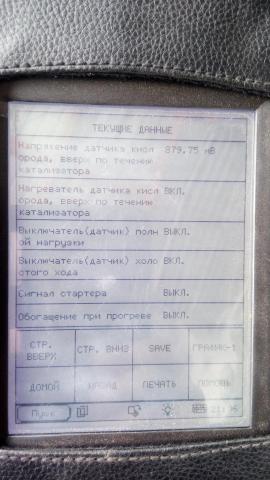 ТЕКУЩИЕ ДАННЫЕ
Напряжение датчика кисл 879,75 мВ
орода, вверх по течению
катализатора
Нагреватель датчика кисл ВКЛ.
орода, вверх по течению
катализатора
Выключатель(датчик) полн ВЫКЛ.
ой нагрузки
Выключатель(датчик) холо ВЫКЛ.
стого хода
Сигнал стартера ВЫКЛ.
Обогащение при прогреве ВЫКЛ.
СТР. ВВЕРХ
СТР. ВНИЗ
SAVE
ГРАФИК-1
ДОМОЙ
НАЗАД
ПЕЧАТЬ
ПОМОЩЬ
Пуск